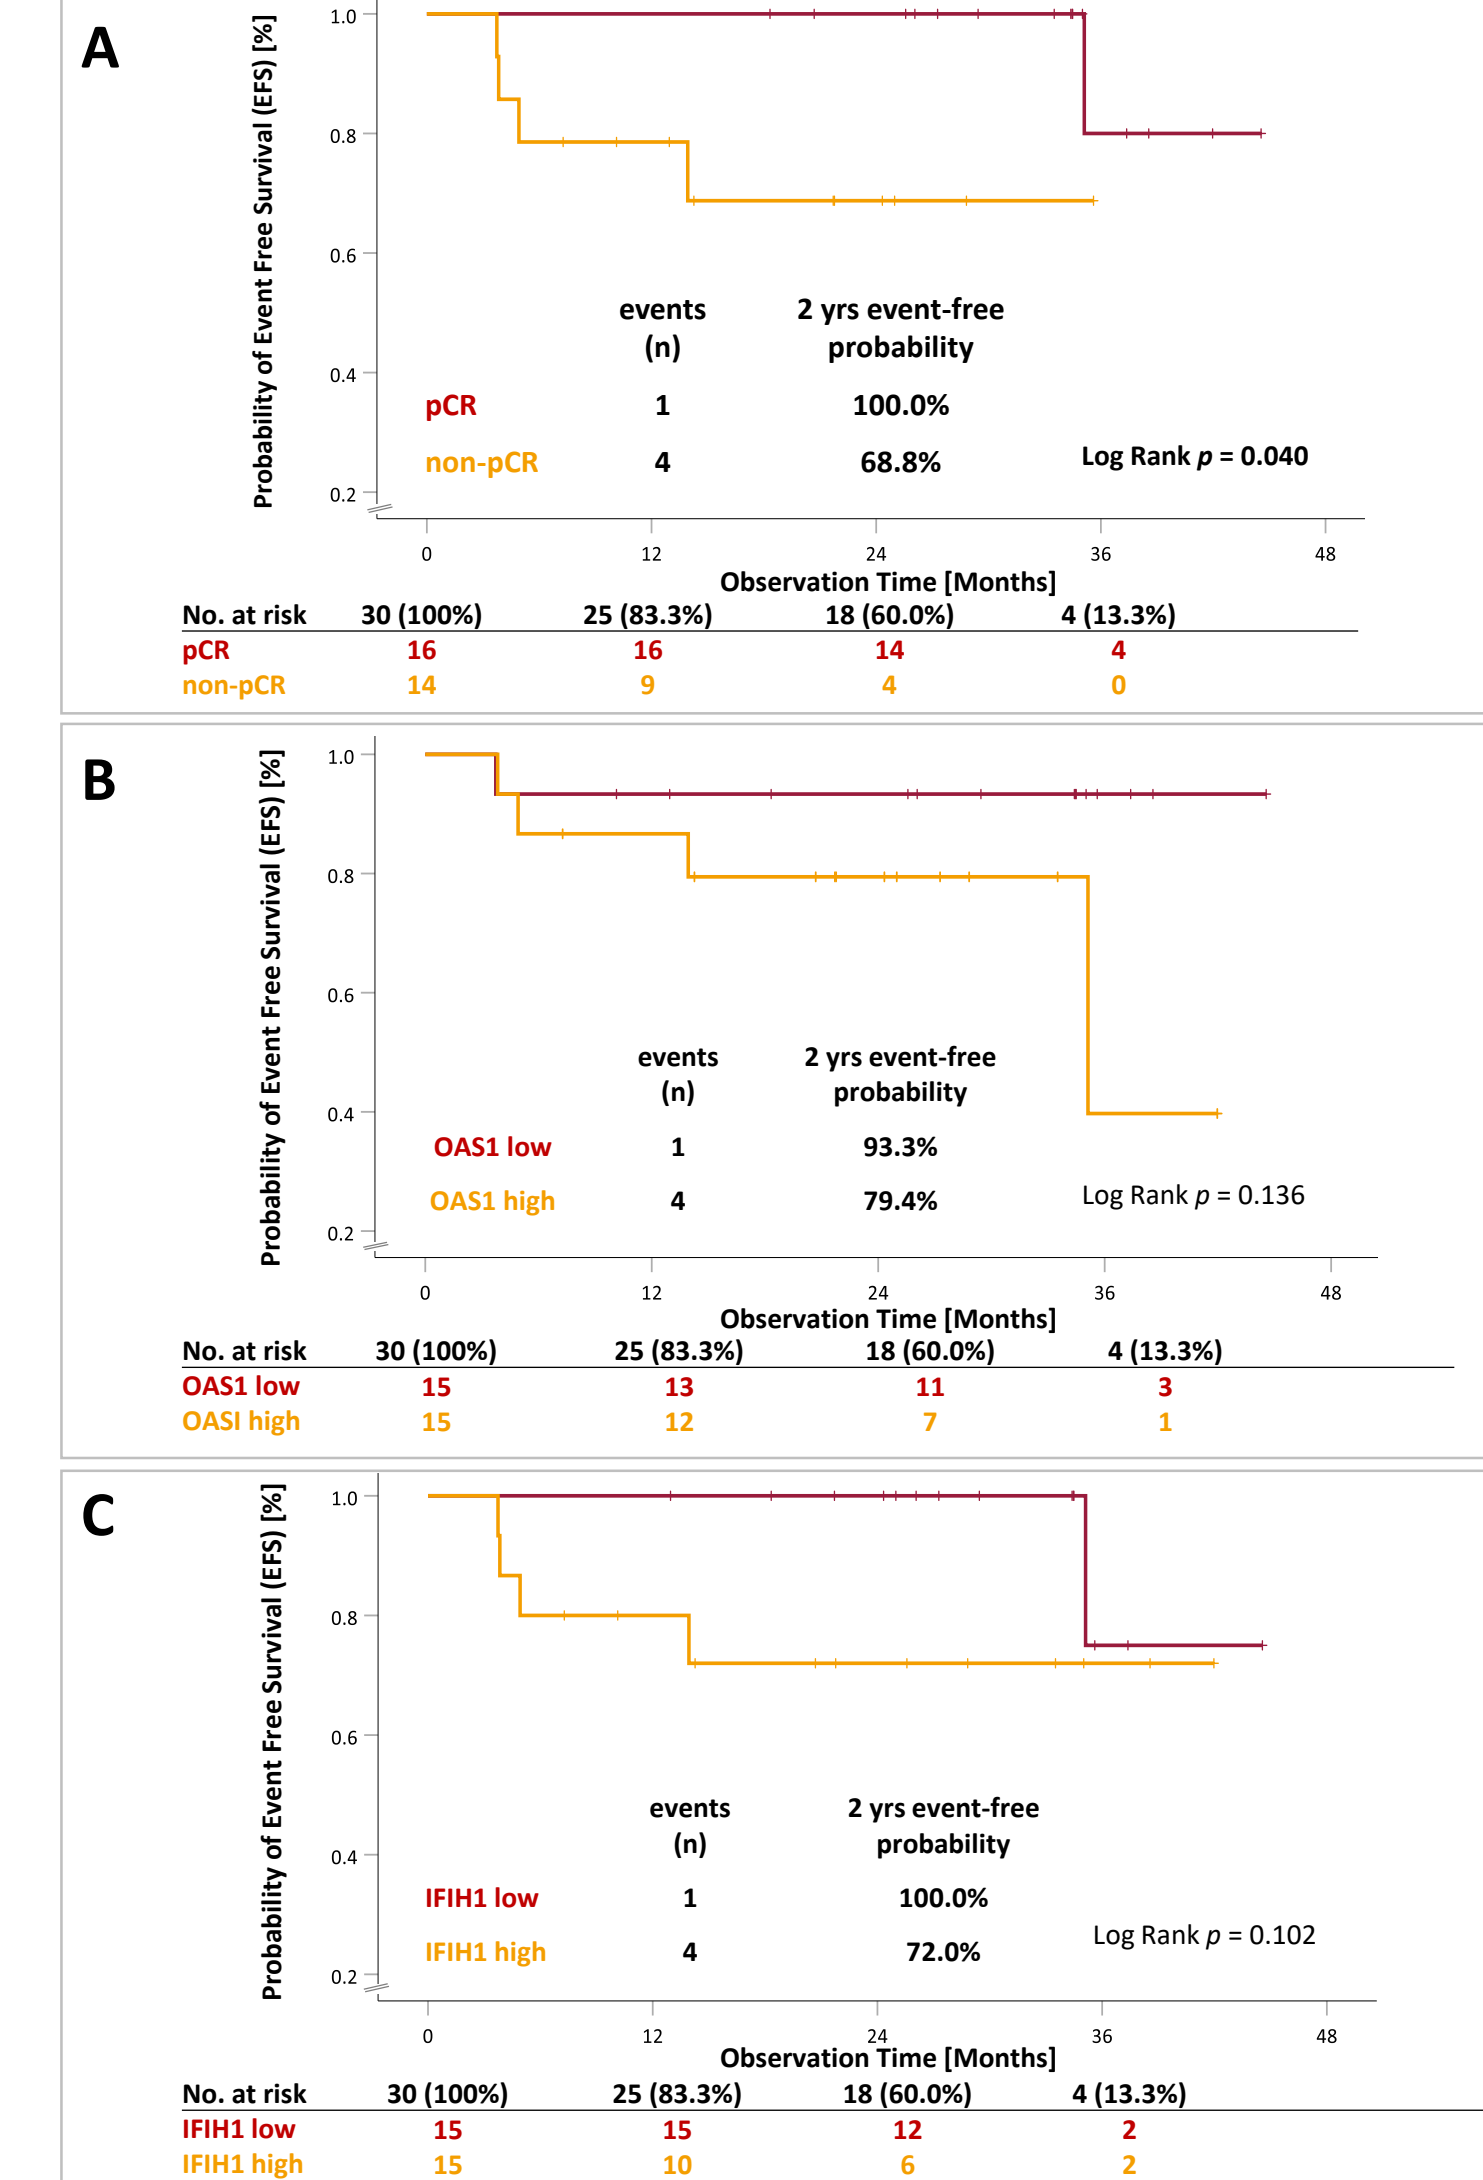 A
Probability of Event Free Survival (EFS) [%]
1.0
0.8
0.6
0.4
0.2
events
(n)
2 yrs event-free
probability
pCR 1 100.0%
non-pCR 4 68.8%
Log Rank p = 0.040
0 12 24 36 48
Observation Time [Months]
No. at risk 30 (100%) 25 (83.3%) 18 (60.0%) 4 (13.3%)
pCR 16 16 14 4
non-pCR 14 9 4 0
B
Probability of Event Free Survival (EFS) [%]
1.0
0.8
0.6
0.4
0.2
events
(n)
2 yrs event-free
probability
OAS1 low 1 93.3%
OAS1 high 4 79.4%
Log Rank p = 0.136
0 12 24 36 48
Observation Time [Months]
No. at risk 30 (100%) 25 (83.3%) 18 (60.0%) 4 (13.3%)
OAS1 low 15 13 11 3
OASI high 15 12 7 1
C
Probability of Event Free Survival (EFS) [%]
1.0
0.8
0.6
0.4
0.2
events
(n)
2 yrs event-free
probability
IFIH1 low 1 100.0%
IFIH1 high 4 72.0%
Log Rank p = 0.102
0 12 24 36 48
Observation Time [Months]
No. at risk 30 (100%) 25 (83.3%) 18 (60.0%) 4 (13.3%)
IFIH1 low 15 15 12 2
IFIH1 high 15 10 6 2